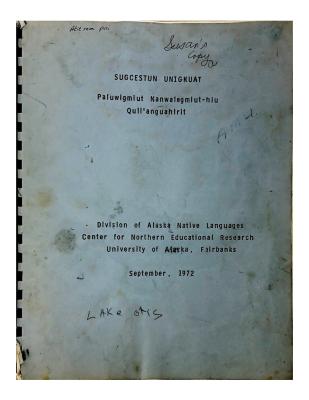 Susan's
Copy
SUGCESTUN UNIGKUAT
Paluwigmiut Nanwalegmiut-hlu
Quli'anguahirit
Division of Alaska Native Languages
Center for Northern Educational Research
University of Alaska, Fairbanks
September, 1972
LAKE